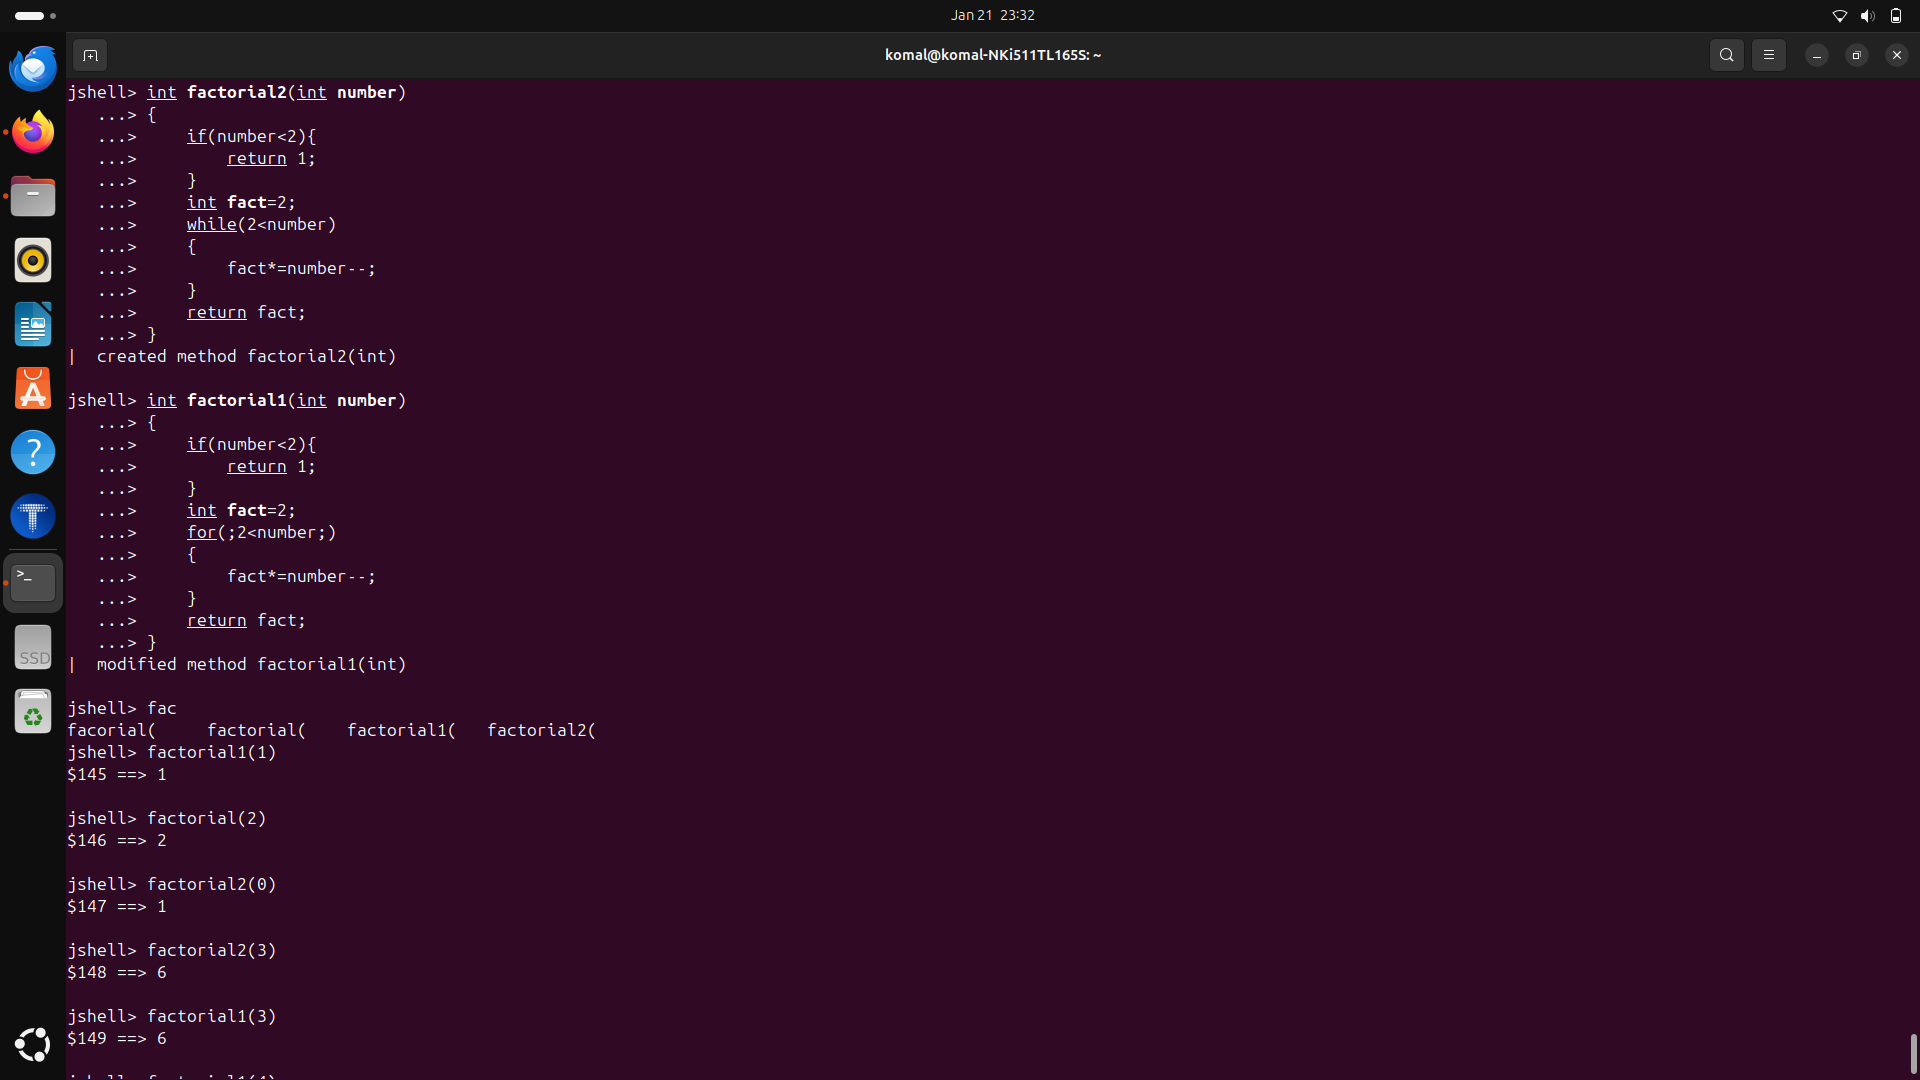 Jan 21 23:32
komal@komal-NKi511TL165S: ~
jshell> int factorial2(int number)
   ...> {
   ...>     if(number<2){
   ...>         return 1;
   ...>     }
   ...>     int fact=2;
   ...>     while(2<number)
   ...>     {
   ...>         fact*=number--;
   ...>     }
   ...>     return fact;
   ...> }
|  created method factorial2(int)
jshell> int factorial1(int number)
   ...> {
   ...>     if(number<2){
   ...>         return 1;
   ...>     }
   ...>     int fact=2;
   ...>     for(;2<number;)
   ...>     {
   ...>         fact*=number--;
   ...>     }
   ...>     return fact;
   ...> }
|  modified method factorial1(int)
jshell> fac
facorial(     factorial(    factorial1(   factorial2(
jshell> factorial1(1)
$145 ==> 1
jshell> factorial(2)
$146 ==> 2
jshell> factorial2(0)
$147 ==> 1
jshell> factorial2(3)
$148 ==> 6
jshell> factorial1(3)
$149 ==> 6
jshell> factorial1(4)
SSD